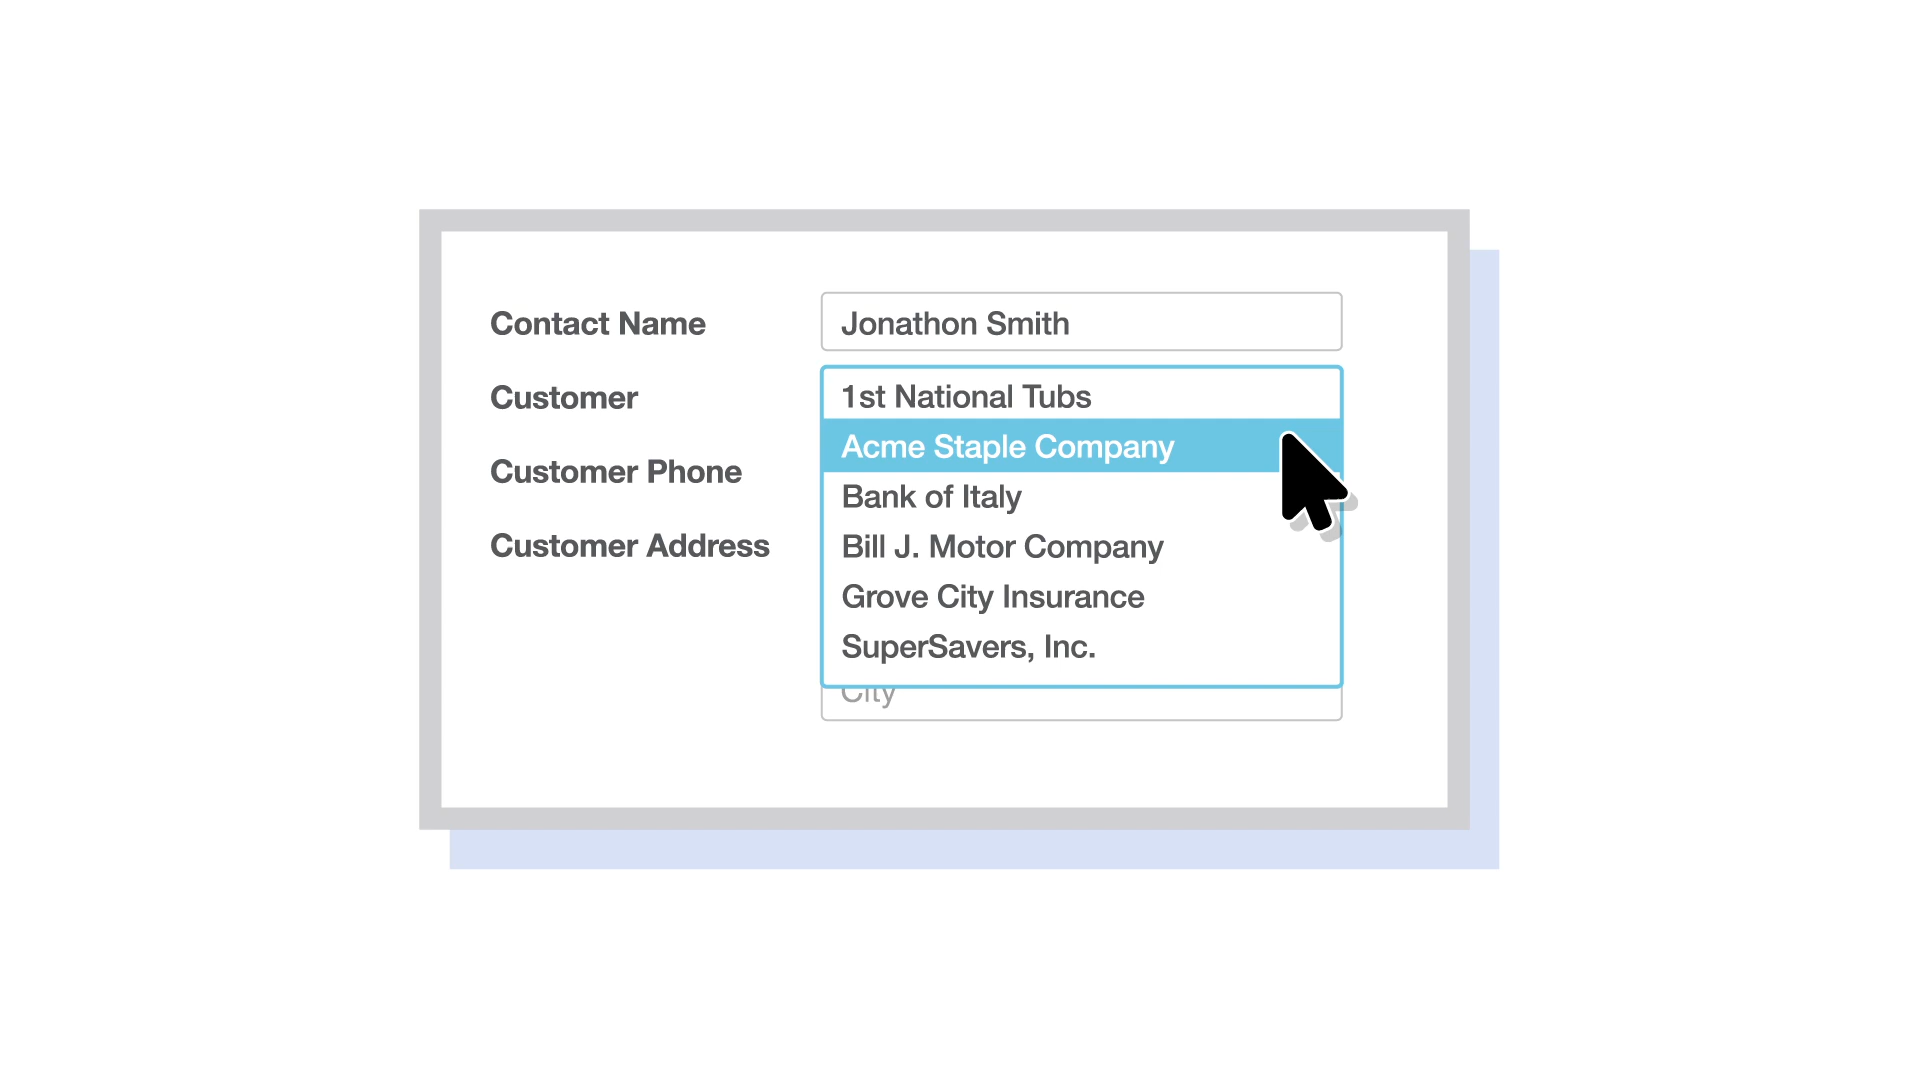 Contact Name
Jonathon Smith
Customer
1st National Tubs
Acme Staple Company
Customer Phone
Bank of Italy
Customer Address
Bill J. Motor Company
Grove City Insurance
SuperSavers, Inc.
City